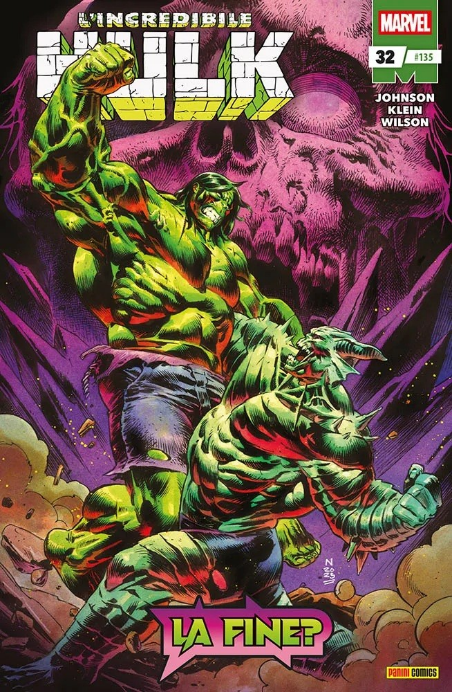 L'INCREDIBILE
HULK
MARVEL
32 #135
JOHNSON
KLEIN
WILSON
LA FINE?
PANINI COMICS